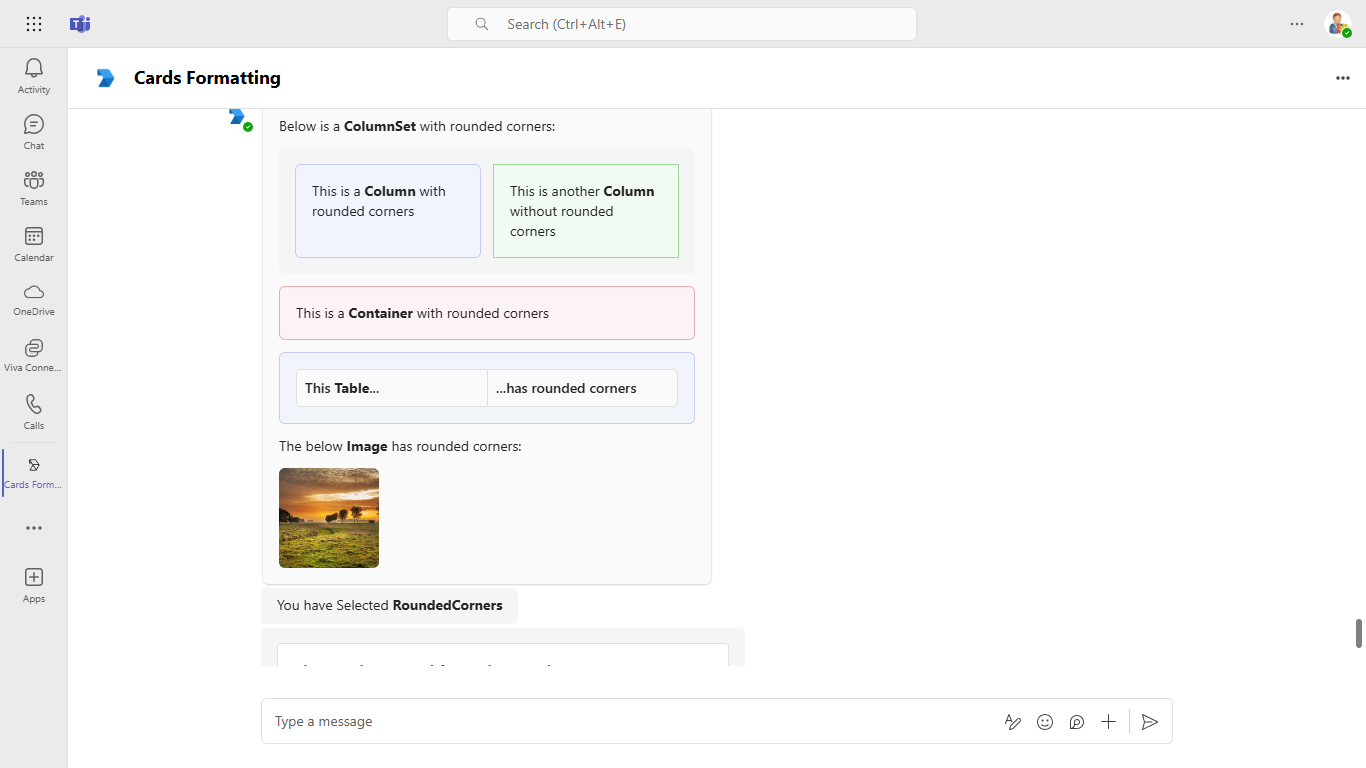 Search (Ctrl+Alt+E)
Activity
Chat
Teams
Calendar
OneDrive
Viva Conne...
Calls
Cards Form...
Apps
Cards Formatting
Below is a ColumnSet with rounded corners:
This is a Column with
rounded corners
This is another Column
without rounded
corners
This is a Container with rounded corners
This Table...
...has rounded corners
The below Image has rounded corners:
You have Selected RoundedCorners
Type a message